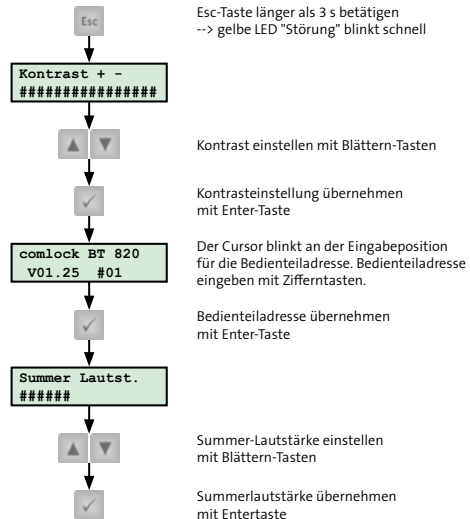 Esc
Esc-Taste länger als 3 s betätigen
--> gelbe LED "Störung" blinkt schnell
Kontrast + -
################
Kontrast einstellen mit Blättern-Tasten
Kontrasteinstellung übernehmen
mit Enter-Taste
comlock BT 820
V01.25 #01
Der Cursor blinkt an der Eingabeposition
für die Bedienteiladresse. Bedienteiladresse
eingeben mit Zifferntasten.
Bedienteiladresse übernehmen
mit Enter-Taste
Summer Lautst.
######
Summer-Lautstärke einstellen
mit Blättern-Tasten
Summerlautstärke übernehmen
mit Entertaste